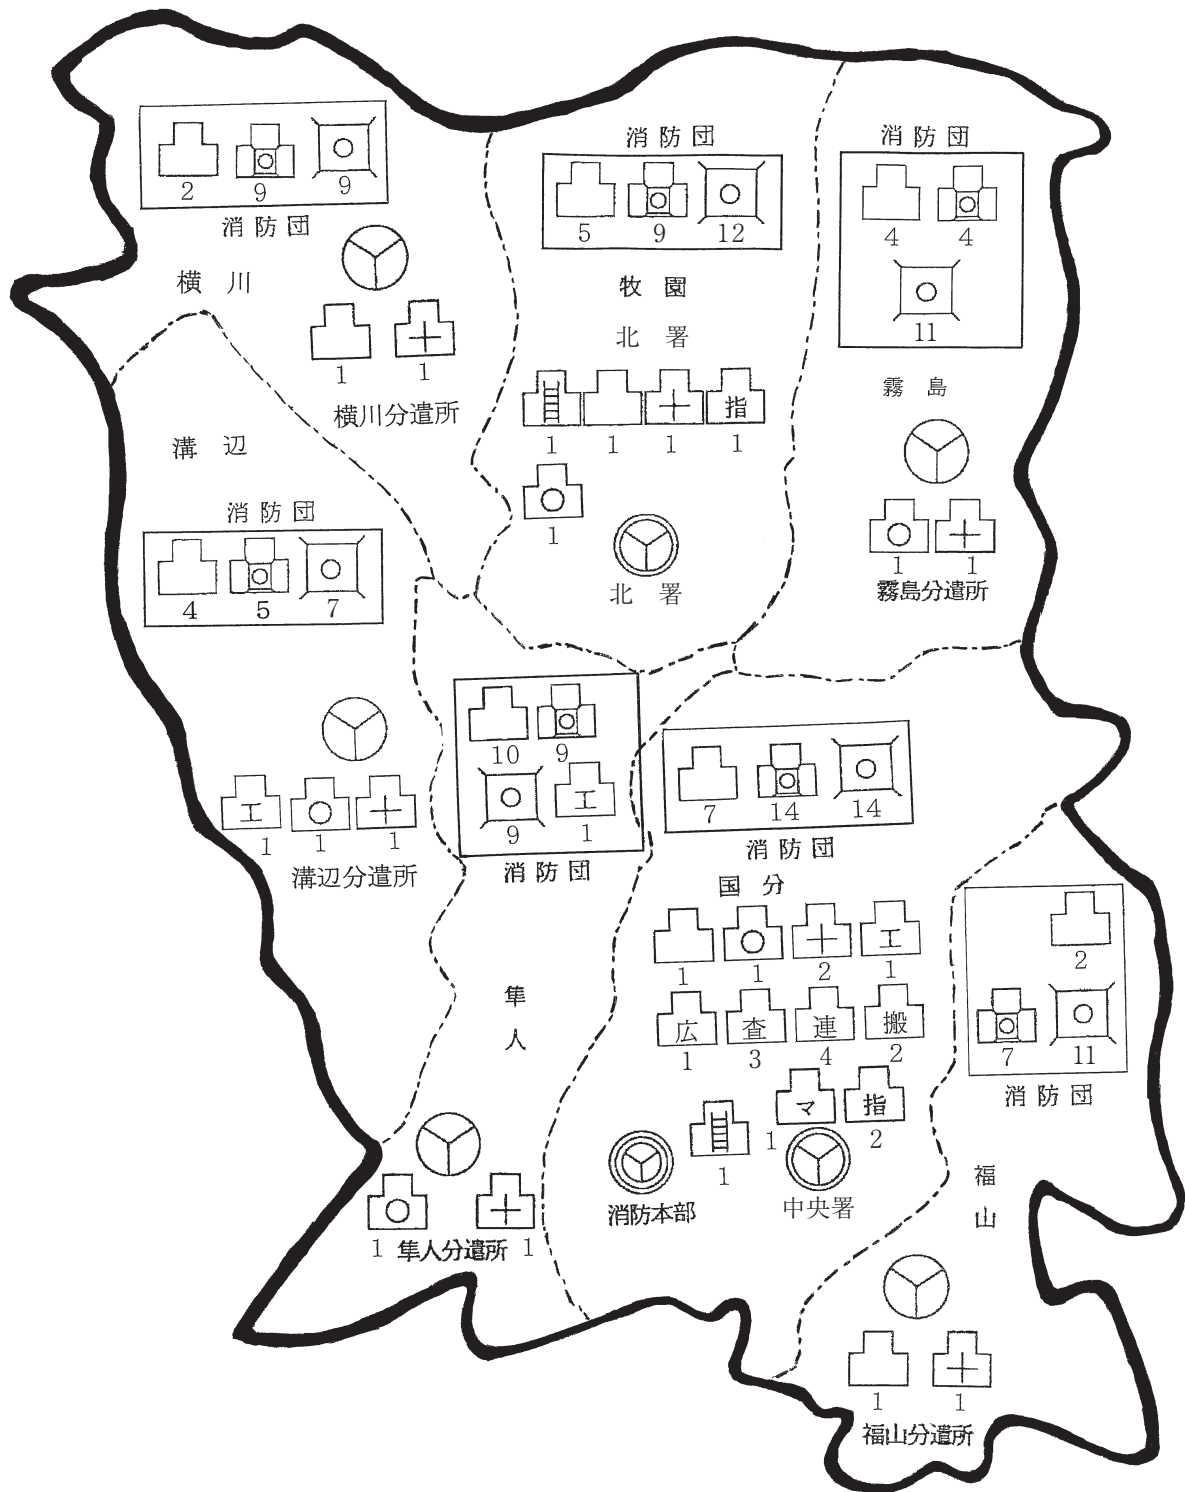 2 9 9
消防団
横川
1 1
横川分遣所
消防団
5 9 12
牧園
北署
指
1 1 1 1
1
北署
消防団
4 4
11
霧島
1 1
霧島分遣所
溝辺
消防団
4 5 7
工
1 1 1
溝辺分遣所
10 9
工
9 1
消防団
隼人
1 隼人分遣所 1
7 14 14
消防団
国分
工
1 1 2 1
広 査 連 搬
1 3 4 2
マ 指
1 2
1
消防本部
中央署
2
7 11
消防団
福山
1 1
福山分遣所